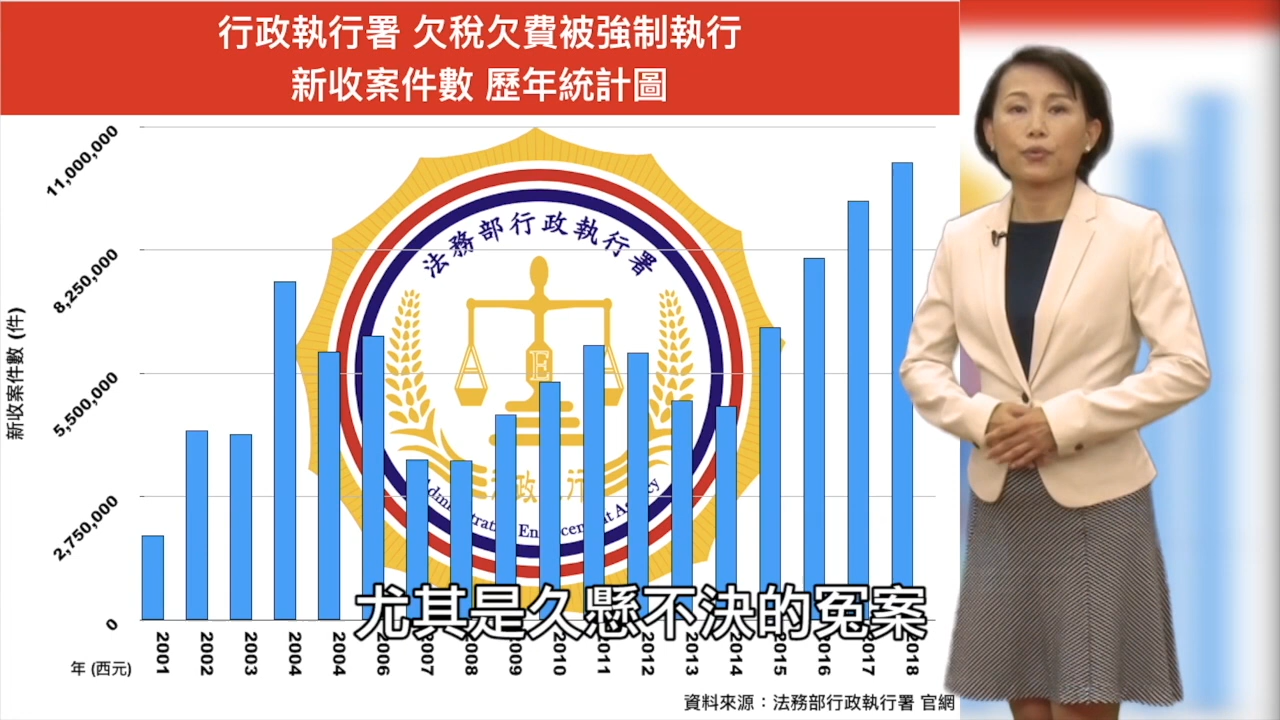 行政執行署 欠稅欠費被強制執行
新收案件數 歷年統計圖
11,000,000
8,250,000
5,500,000
2,750,000
0
新收案件數 (件)
法務部行政執行署
E
尤其是久懸不決的冤案
年 (西元)
2001 2002 2003 2004 2004 2006 2007 2008 2009 2010 2011 2012 2013 2014 2015 2016 2017 2018
資料來源：法務部行政執行署 官網